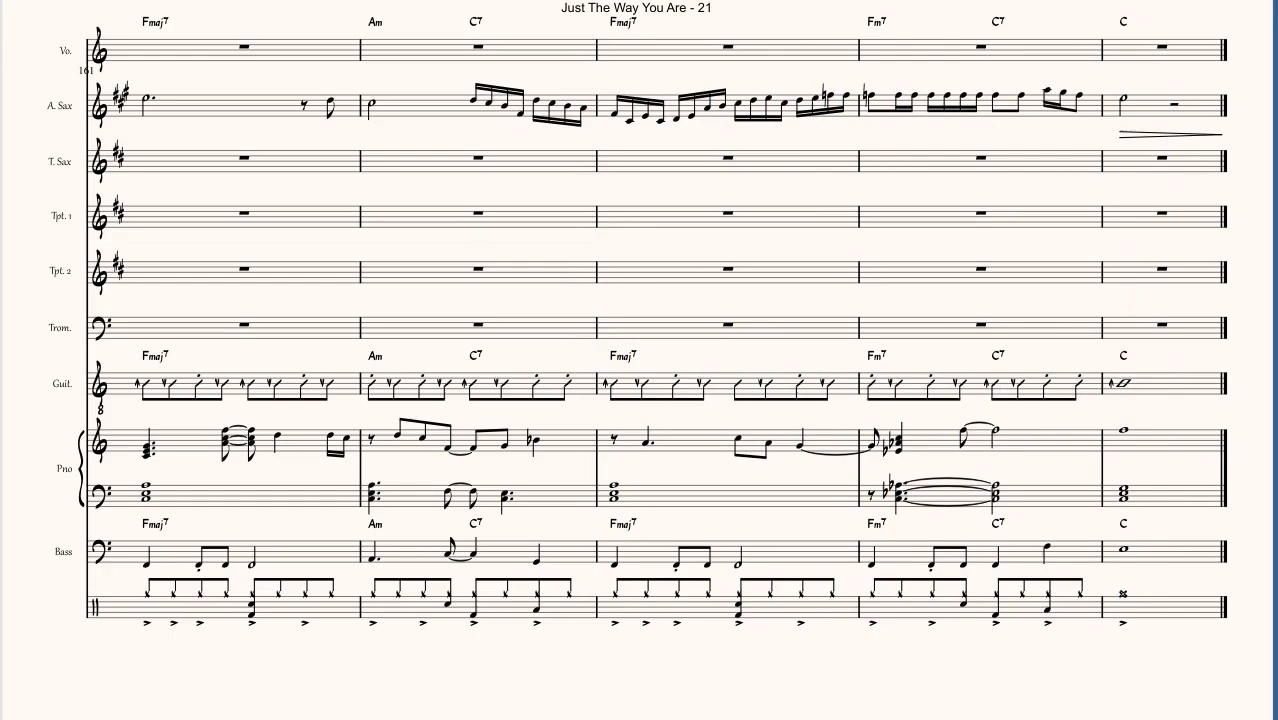 Just The Way You Are - 21
Fmaj7 Am C7 Fmaj7 Fm7 C7 C
Vo.
161
A. Sax
T. Sax
Tpt. 1
Tpt. 2
Trom.
Fmaj7 Am C7 Fmaj7 Fm7 C7 C
Guit.
8
Pno
Fmaj7 Am C7 Fmaj7 Fm7 C7 C
Bass